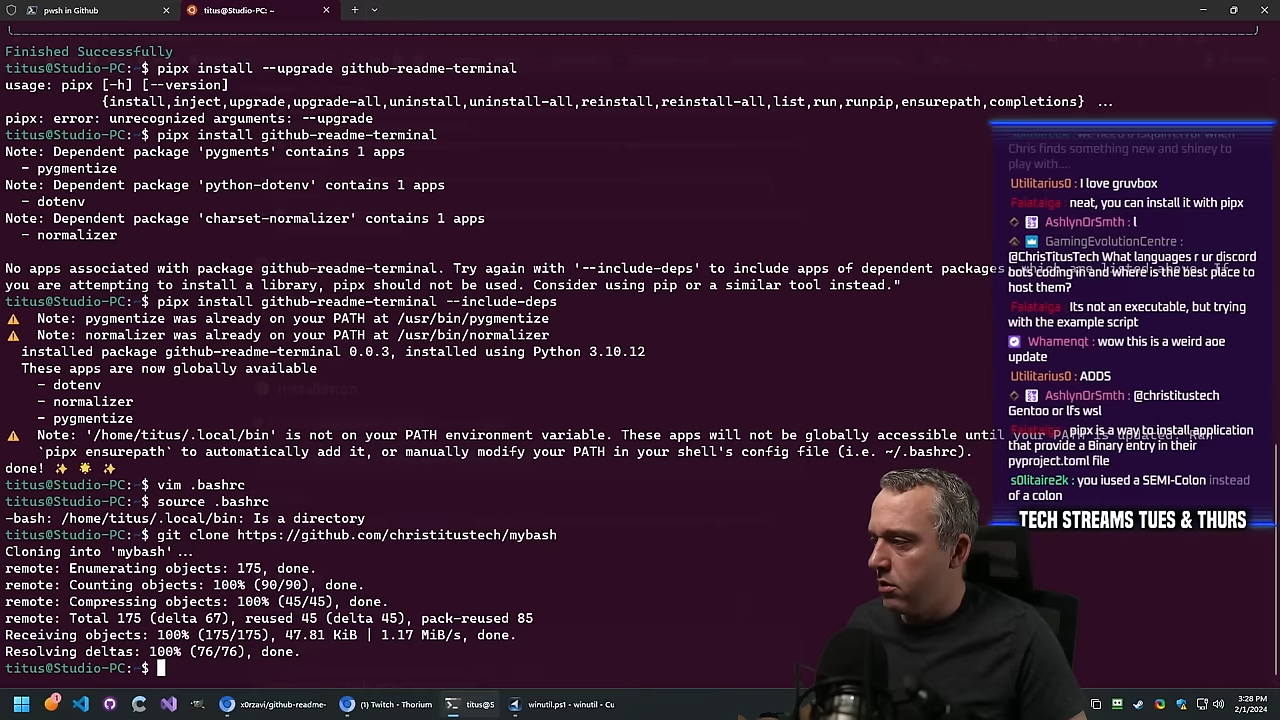 pwsh in Github
titus@Studio-PC: ~
Finished Successfully
titus@Studio-PC:~$ pipx install --upgrade github-readme-terminal
usage: pipx [-h] [--version]
{install,inject,upgrade,upgrade-all,uninstall,uninstall-all,reinstall,reinstall-all,list,run,runpip,ensurepath,completions} ...
pipx: error: unrecognized arguments: --upgrade
titus@Studio-PC:~$ pipx install github-readme-terminal
Note: Dependent package 'pygments' contains 1 apps
- pygmentize
Note: Dependent package 'python-dotenv' contains 1 apps
- dotenv
Note: Dependent package 'charset-normalizer' contains 1 apps
- normalizer
No apps associated with package github-readme-terminal. Try again with '--include-deps' to include apps of dependent packages, which are listed above. If
you are attempting to install a library, pipx should not be used. Consider using pip or a similar tool instead."
titus@Studio-PC:~$ pipx install github-readme-terminal --include-deps
⚠ Note: pygmentize was already on your PATH at /usr/bin/pygmentize
⚠ Note: normalizer was already on your PATH at /usr/bin/normalizer
installed package github-readme-terminal 0.0.3, installed using Python 3.10.12
These apps are now globally available
- dotenv
- normalizer
- pygmentize
⚠ Note: '/home/titus/.local/bin' is not on your PATH environment variable. These apps will not be globally accessible until your PATH is updated. Run
`pipx ensurepath` to automatically add it, or manually modify your PATH in your shell's config file (i.e. ~/.bashrc).
done! ✨ 🌟 ✨
titus@Studio-PC:~$ vim .bashrc
titus@Studio-PC:~$ source .bashrc
-bash: /home/titus/.local/bin: Is a directory
titus@Studio-PC:~$ git clone https://github.com/christitustech/mybash
Cloning into 'mybash'...
remote: Enumerating objects: 175, done.
remote: Counting objects: 100% (90/90), done.
remote: Compressing objects: 100% (45/45), done.
remote: Total 175 (delta 67), reused 45 (delta 45), pack-reused 85
Receiving objects: 100% (175/175), 47.81 KiB | 1.17 MiB/s, done.
Resolving deltas: 100% (76/76), done.
titus@Studio-PC:~$
Chris finds something new and shiney to
play with....
Utilitarius0 : I love gruvbox
Falataiga neat, you can install it with pipx
AshlynOrSmth : l
GamingEvolutionCentre :
@ChrisTitusTech What languages r ur discord
bots coding in and where is the best place to
host them?
Falataiga Its not an executable, but trying
with the example script
Whamenqt : wow this is a weird aoe
update
Utilitarius0 : ADDS
AshlynOrSmth : @christitustech
Gentoo or lfs wsl
Falataiga pipx is a way to install application
that provide a Binary entry in their
pyproject.toml file
s0litaire2k : you iused a SEMI-Colon instead
of a colon
TECH STREAMS TUES & THURS
x0rzavi/github-readme-
(1) Twitch - Thorium
titus@S
winutil.ps1 - winutil - Cu
3:28 PM
2/1/2024